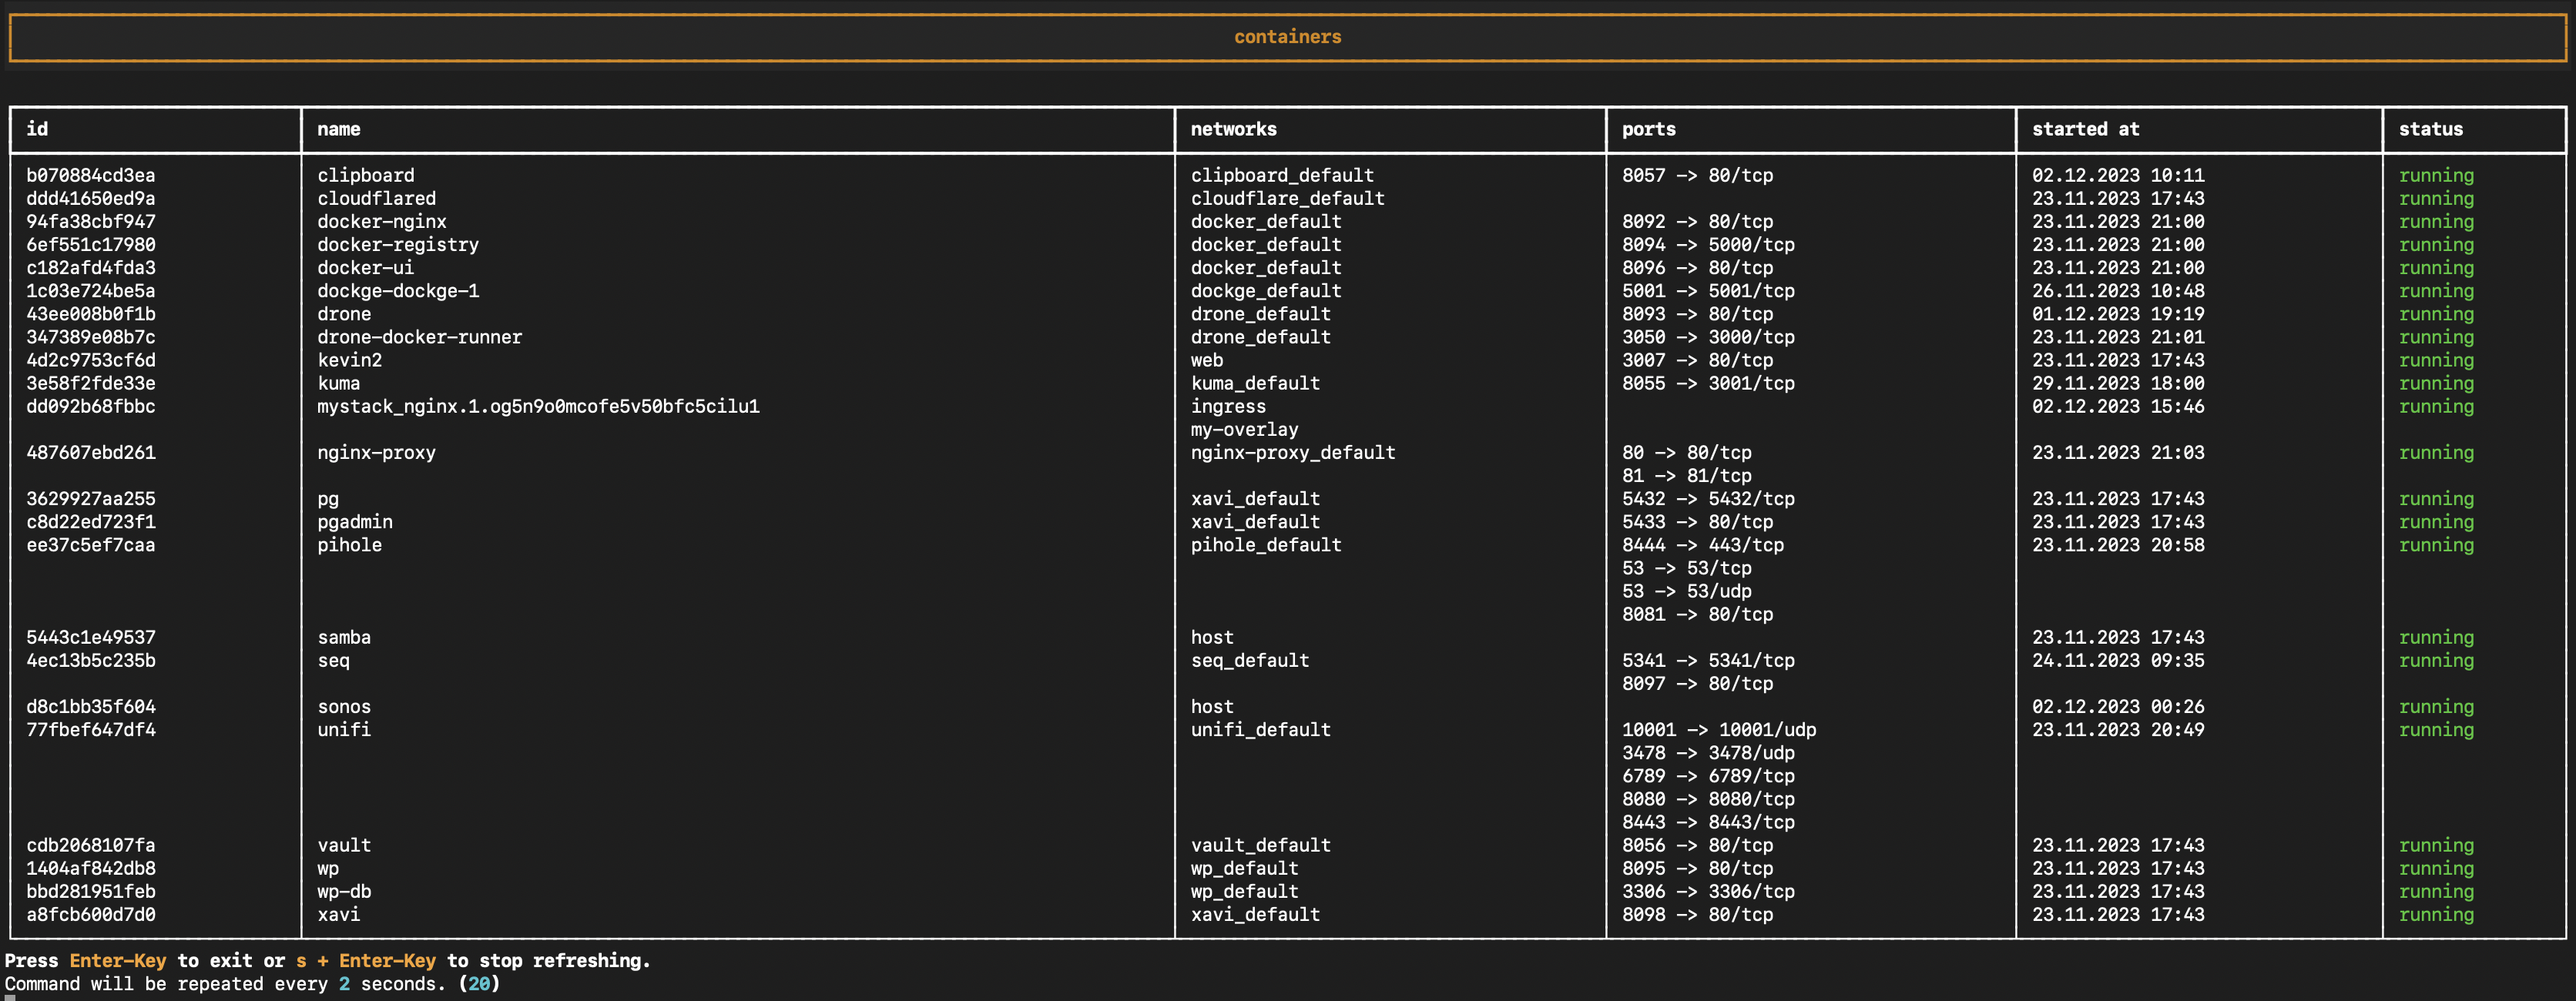 containers
id name networks ports started at status
b070884cd3ea clipboard clipboard_default 8057 -> 80/tcp 02.12.2023 10:11 running
ddd41650ed9a cloudflared cloudflare_default 23.11.2023 17:43 running
94fa38cbf947 docker-nginx docker_default 8092 -> 80/tcp 23.11.2023 21:00 running
6ef551c17980 docker-registry docker_default 8094 -> 5000/tcp 23.11.2023 21:00 running
c182afd4fda3 docker-ui docker_default 8096 -> 80/tcp 23.11.2023 21:00 running
1c03e724be5a dockge-dockge-1 dockge_default 5001 -> 5001/tcp 26.11.2023 10:48 running
43ee008b0f1b drone drone_default 8093 -> 80/tcp 01.12.2023 19:19 running
347389e08b7c drone-docker-runner drone_default 3050 -> 3000/tcp 23.11.2023 21:01 running
4d2c9753cf6d kevin2 web 3007 -> 80/tcp 23.11.2023 17:43 running
3e58f2fde33e kuma kuma_default 8055 -> 3001/tcp 29.11.2023 18:00 running
dd092b68fbbc mystack_nginx.1.og5n9o0mcofe5v50bfc5cilu1 ingress 02.12.2023 15:46 running
my-overlay
487607ebd261 nginx-proxy nginx-proxy_default 80 -> 80/tcp 23.11.2023 21:03 running
81 -> 81/tcp
3629927aa255 pg xavi_default 5432 -> 5432/tcp 23.11.2023 17:43 running
c8d22ed723f1 pgadmin xavi_default 5433 -> 80/tcp 23.11.2023 17:43 running
ee37c5ef7caa pihole pihole_default 8444 -> 443/tcp 23.11.2023 20:58 running
53 -> 53/tcp
53 -> 53/udp
8081 -> 80/tcp
5443c1e49537 samba host 23.11.2023 17:43 running
4ec13b5c235b seq seq_default 5341 -> 5341/tcp 24.11.2023 09:35 running
8097 -> 80/tcp
d8c1bb35f604 sonos host 02.12.2023 00:26 running
77fbef647df4 unifi unifi_default 10001 -> 10001/udp 23.11.2023 20:49 running
3478 -> 3478/udp
6789 -> 6789/tcp
8080 -> 8080/tcp
8443 -> 8443/tcp
cdb2068107fa vault vault_default 8056 -> 80/tcp 23.11.2023 17:43 running
1404af842db8 wp wp_default 8095 -> 80/tcp 23.11.2023 17:43 running
bbd281951feb wp-db wp_default 3306 -> 3306/tcp 23.11.2023 17:43 running
a8fcb600d7d0 xavi xavi_default 8098 -> 80/tcp 23.11.2023 17:43 running
Press Enter-Key to exit or s + Enter-Key to stop refreshing.
Command will be repeated every 2 seconds. (20)